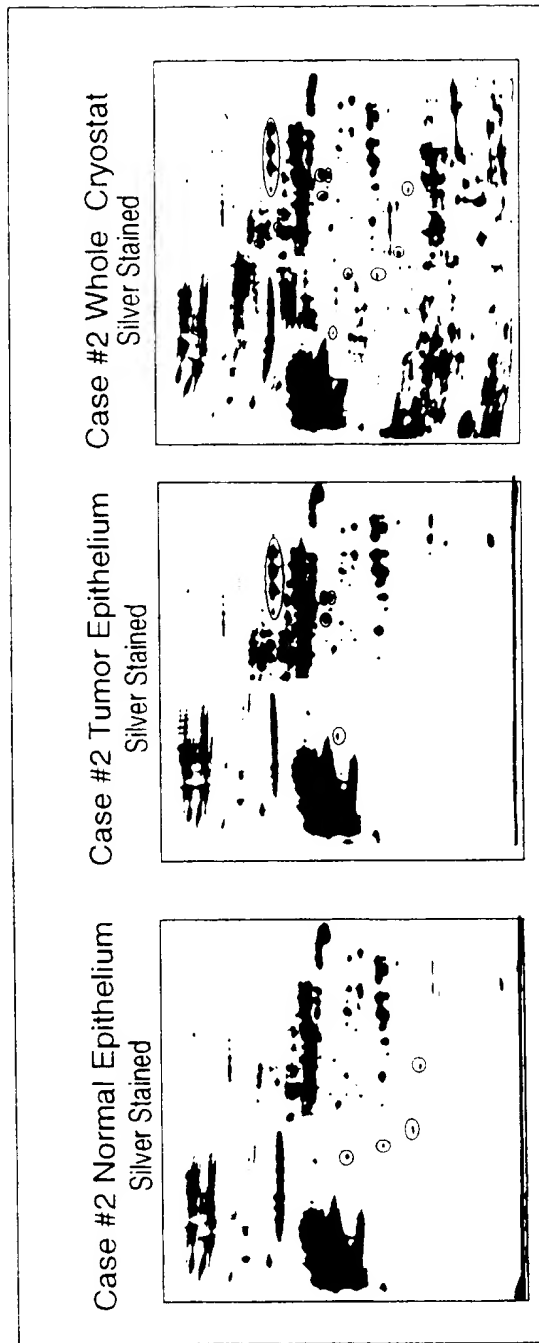 Case #2 Normal Epithelium
Silver Stained
Case #2 Tumor Epithelium
Silver Stained
Case #2 Whole Cryostat
Silver Stained